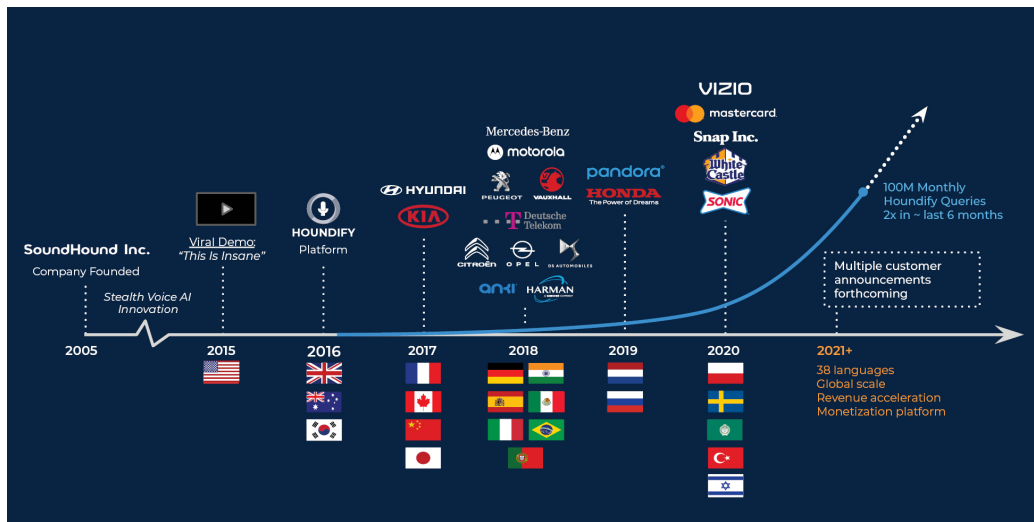 SoundHound Inc.
Company Founded
Stealth Voice AI
Innovation
Viral Demo:
“This Is Insane”
HOUNDIFY
Platform
HYUNDAI
KIA
Mercedes-Benz
motorola
PEUGEOT
VAUXHALL
T Deutsche
Telekom
CITROËN
OPEL
DS AUTOMOBILES
anki
HARMAN
pandora
HONDA
The Power of Dreams
VIZIO
mastercard.
Snap Inc.
White
Castle
SONIC
100M Monthly
Houndify Queries
2x in ~ last 6 months
Multiple customer
announcements
forthcoming
2005
2015
2016
2017
2018
2019
2020
2021+
38 languages
Global scale
Revenue acceleration
Monetization platform